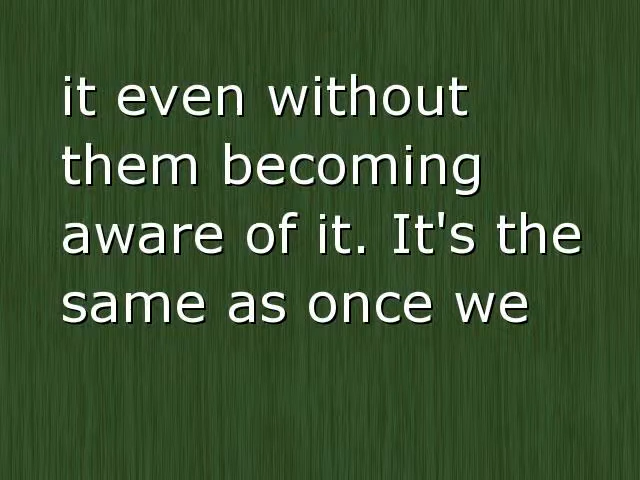 it even without
them becoming
aware of it. It's the
same as once we